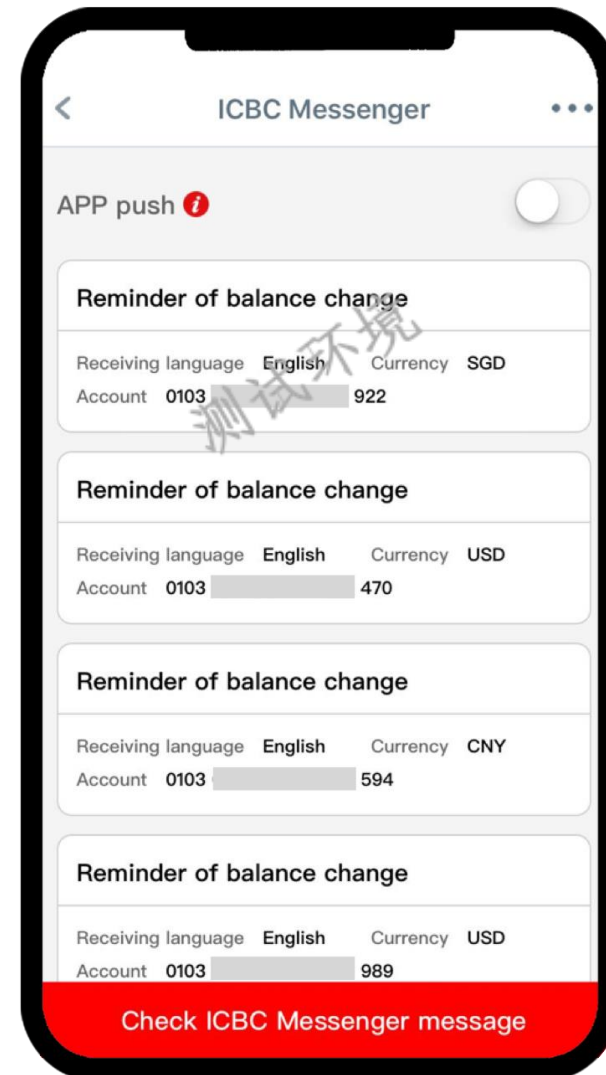 ICBC Messenger
APP push
Reminder of balance change
Receiving language English Currency SGD
Account 0103 922
测试环境
Reminder of balance change
Receiving language English Currency USD
Account 0103 470
Reminder of balance change
Receiving language English Currency CNY
Account 0103 594
Reminder of balance change
Receiving language English Currency USD
Account 0103 989
Check ICBC Messenger message